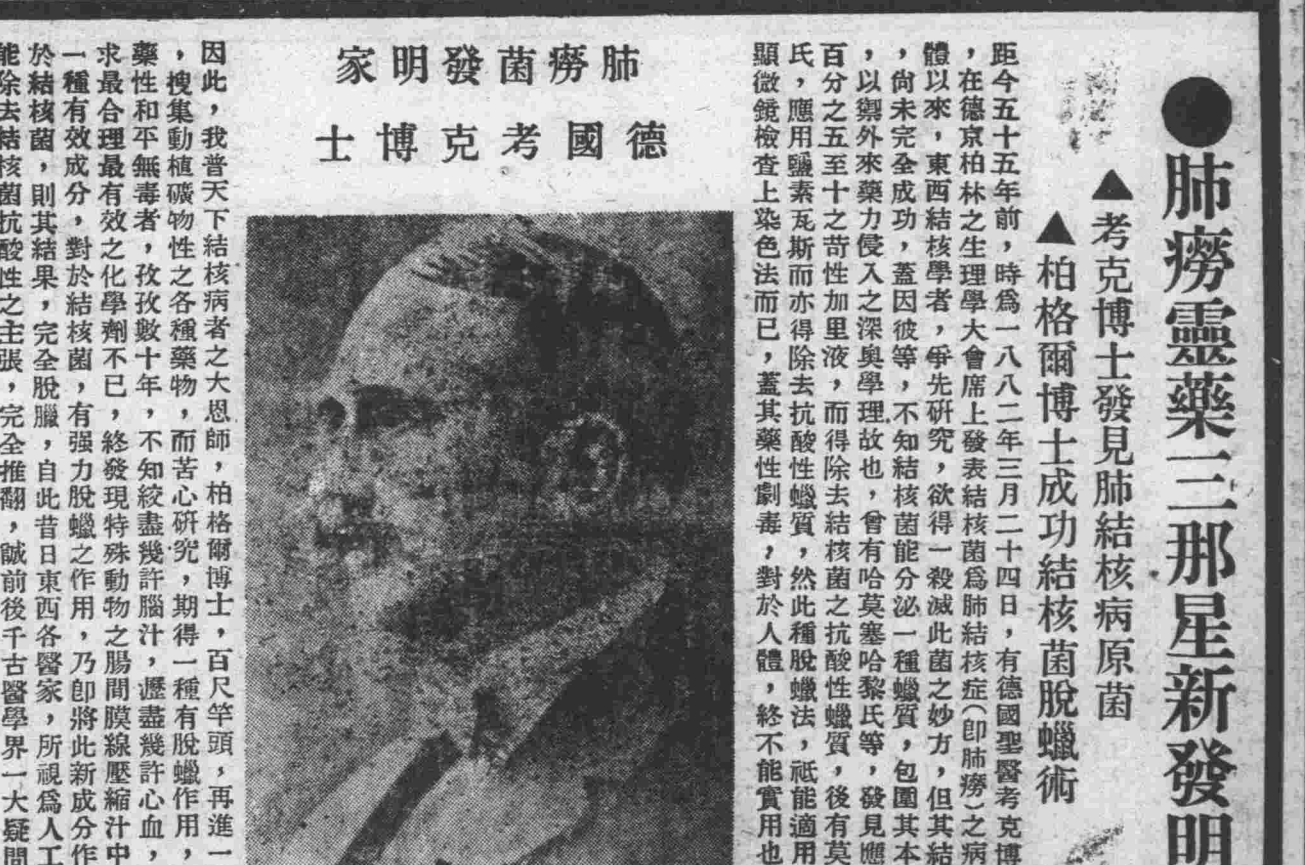 ●肺癆靈藥三那星新發明
▲考克博士發見肺結核病原菌
▲柏格爾博士成功結核菌脫蠟術
距今五十五年前，時爲一八八二年三月二十四日，有德國聖醫考克博
，在德京柏林之生理學大會席上發表結核菌爲肺結核症（卽肺癆）之病
體以來，東西結核學者，爭先硏究，欲得一殺滅此菌之妙方，但其結
，尙未完全成功，蓋因彼等，不知結核菌能分泌一種蠟質，包圍其本
，以禦外來藥力侵入之深奧學理故也，曾有哈莫塞哈黎氏等，發見應
百分之五至十之苛性加里液，而得除去結核菌之抗酸性蠟質，後有莫
氏，應用鹽素瓦斯而亦得除去抗酸性蠟質，然此種脫蠟法，祇能適用
顯微鏡檢查上染色法而已，蓋其藥性劇毒，對於人體，終不能實用也
肺癆菌發明家
德國考克博士
因此，我普天下結核病者之大恩師，柏格爾博士，百尺竿頭，再進一
，搜集動植礦物性之各種藥物，而苦心硏究，期得一種有脫蠟作用，
藥性和平無毒者，孜孜數十年，不知絞盡幾許腦汁，瀝盡幾許心血，
求最合理最有效之化學劑不已，終發現特殊動物之腸間膜線壓縮汁中
一種有效成分，對於結核菌，有强力脫蠟之作用，乃卽將此新成分作
於結核菌，則其結果，完全脫臘，自此昔日東西各醫家，所視爲人工
能除去結核菌抗酸性之主張，完全推翻，誠前後千古醫學界一大疑問